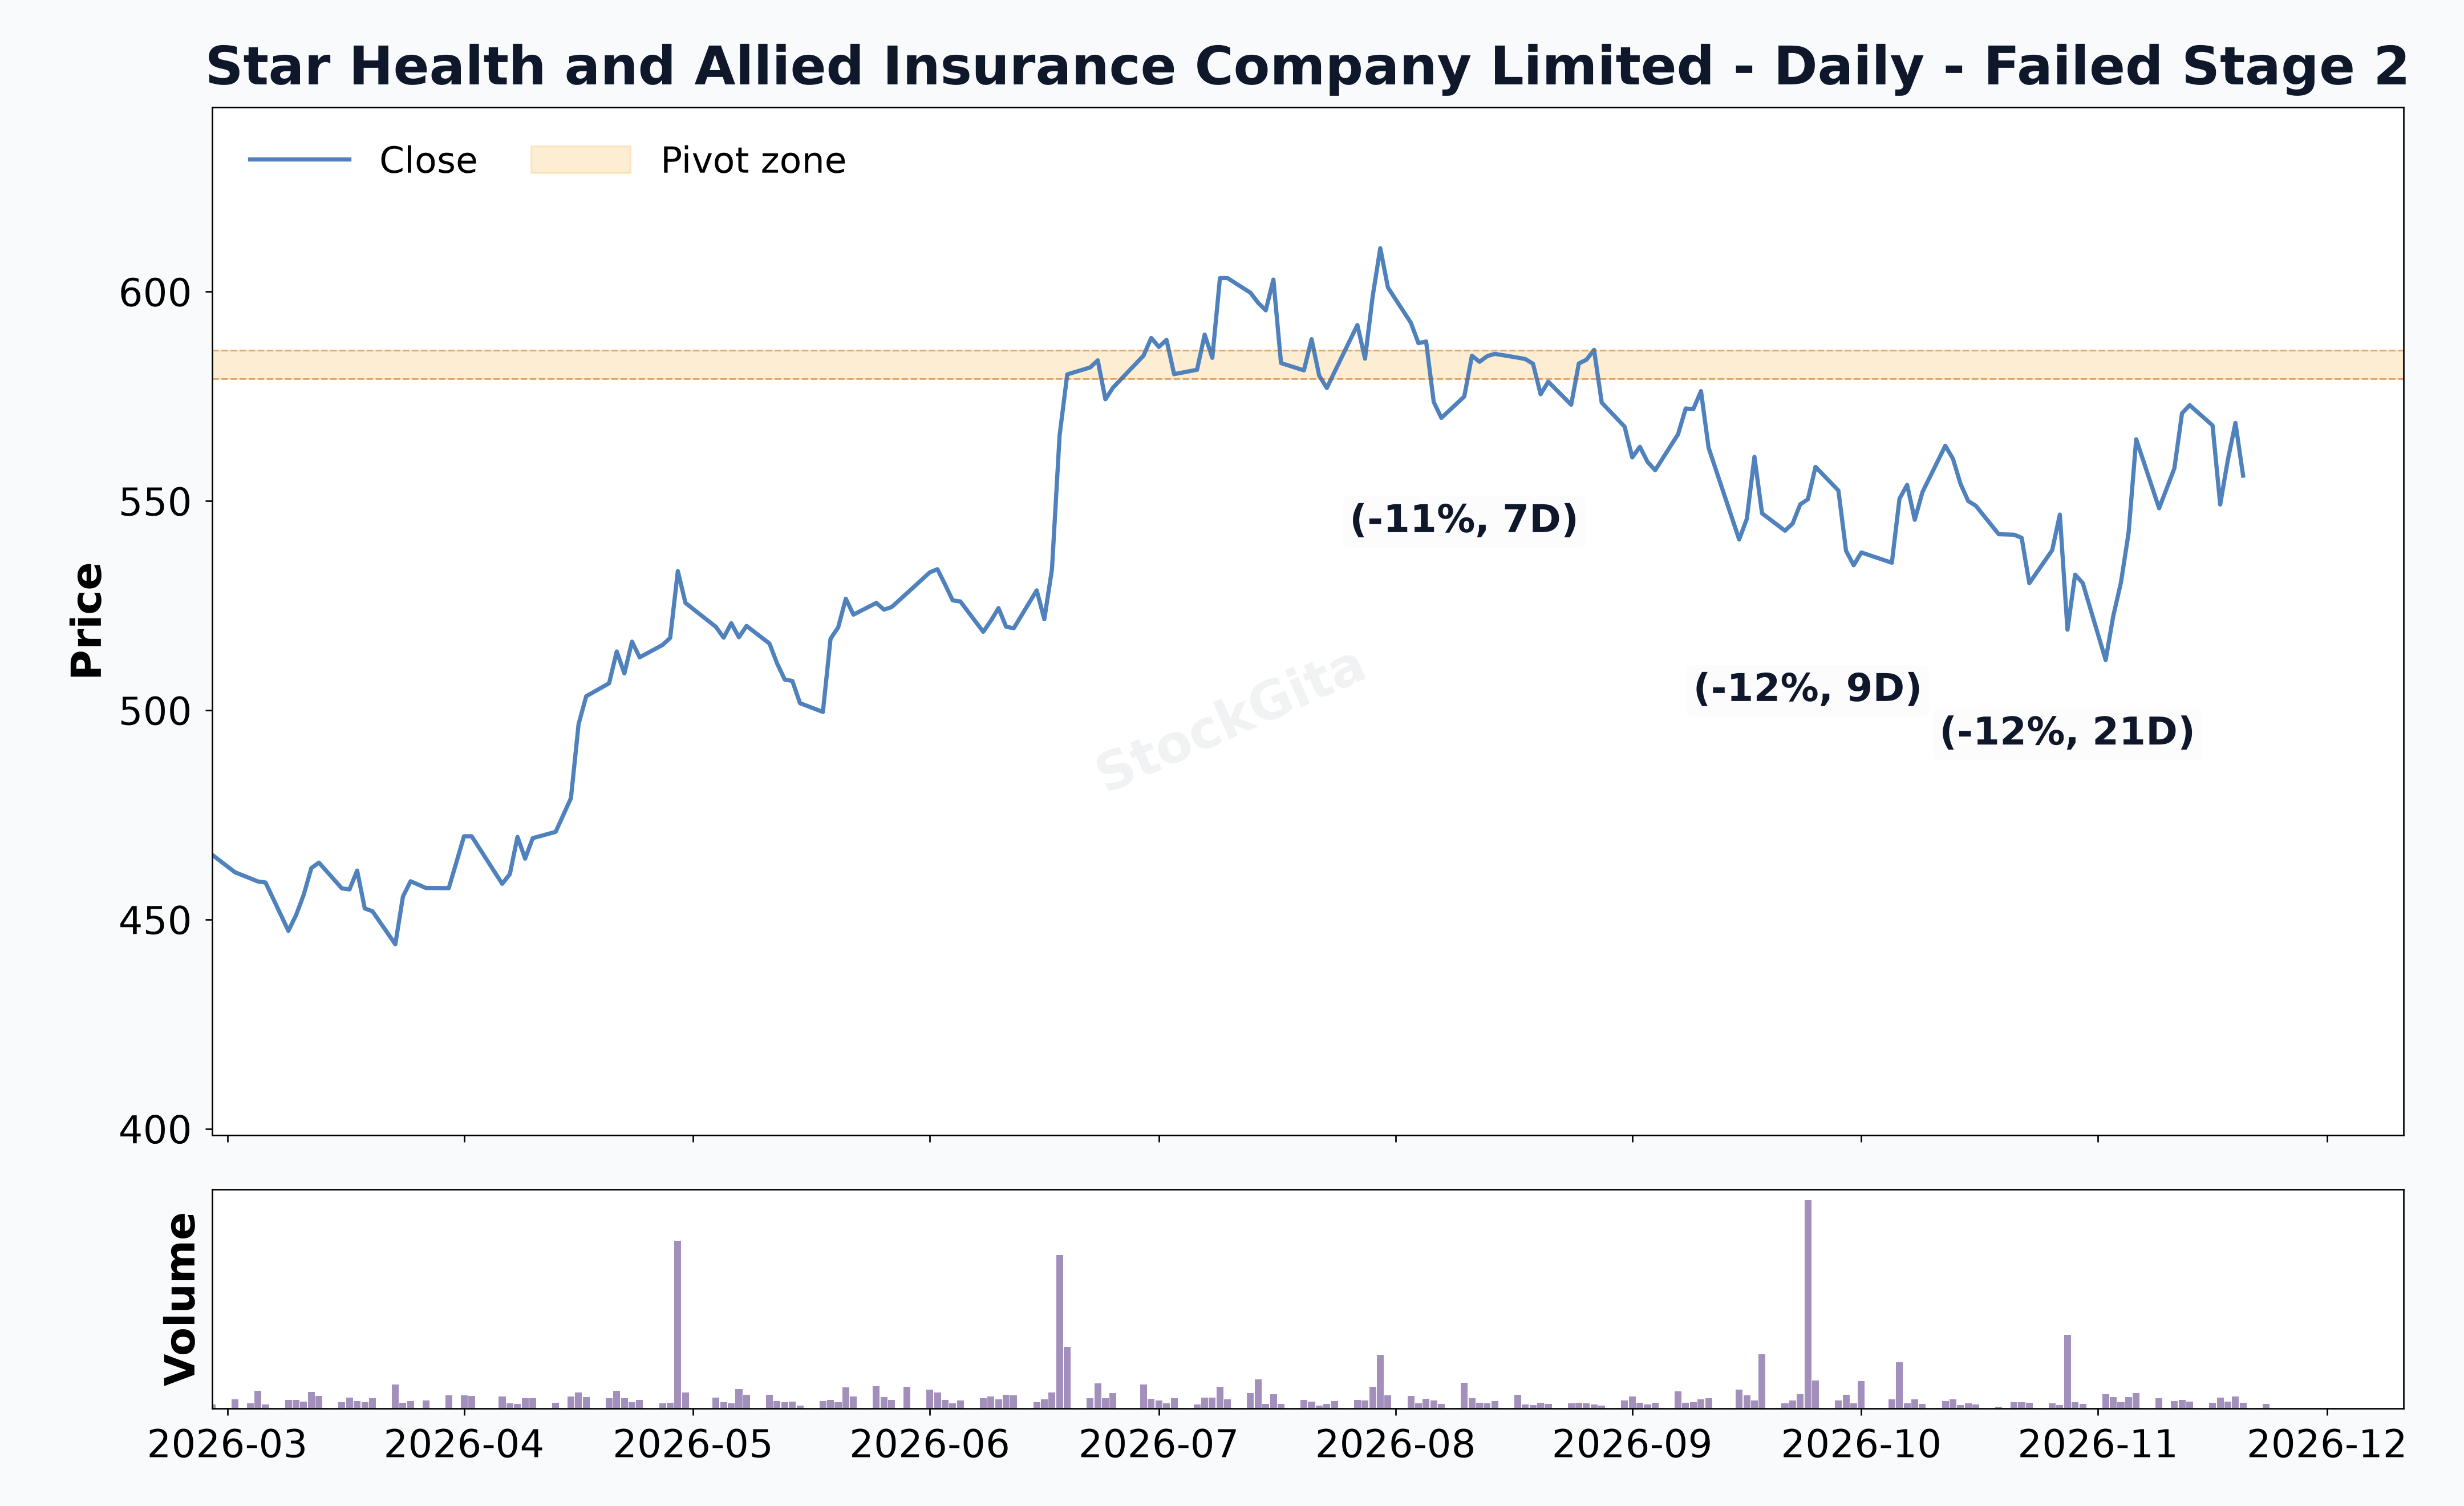 Star Health and Allied Insurance Company Limited - Daily - Failed Stage 2
Close
Pivot zone
600
550
500
450
400
Price
(-11%, 7D)
(-12%, 9D)
(-12%, 21D)
StockGita
Volume
2026-03
2026-04
2026-05
2026-06
2026-07
2026-08
2026-09
2026-10
2026-11
2026-12